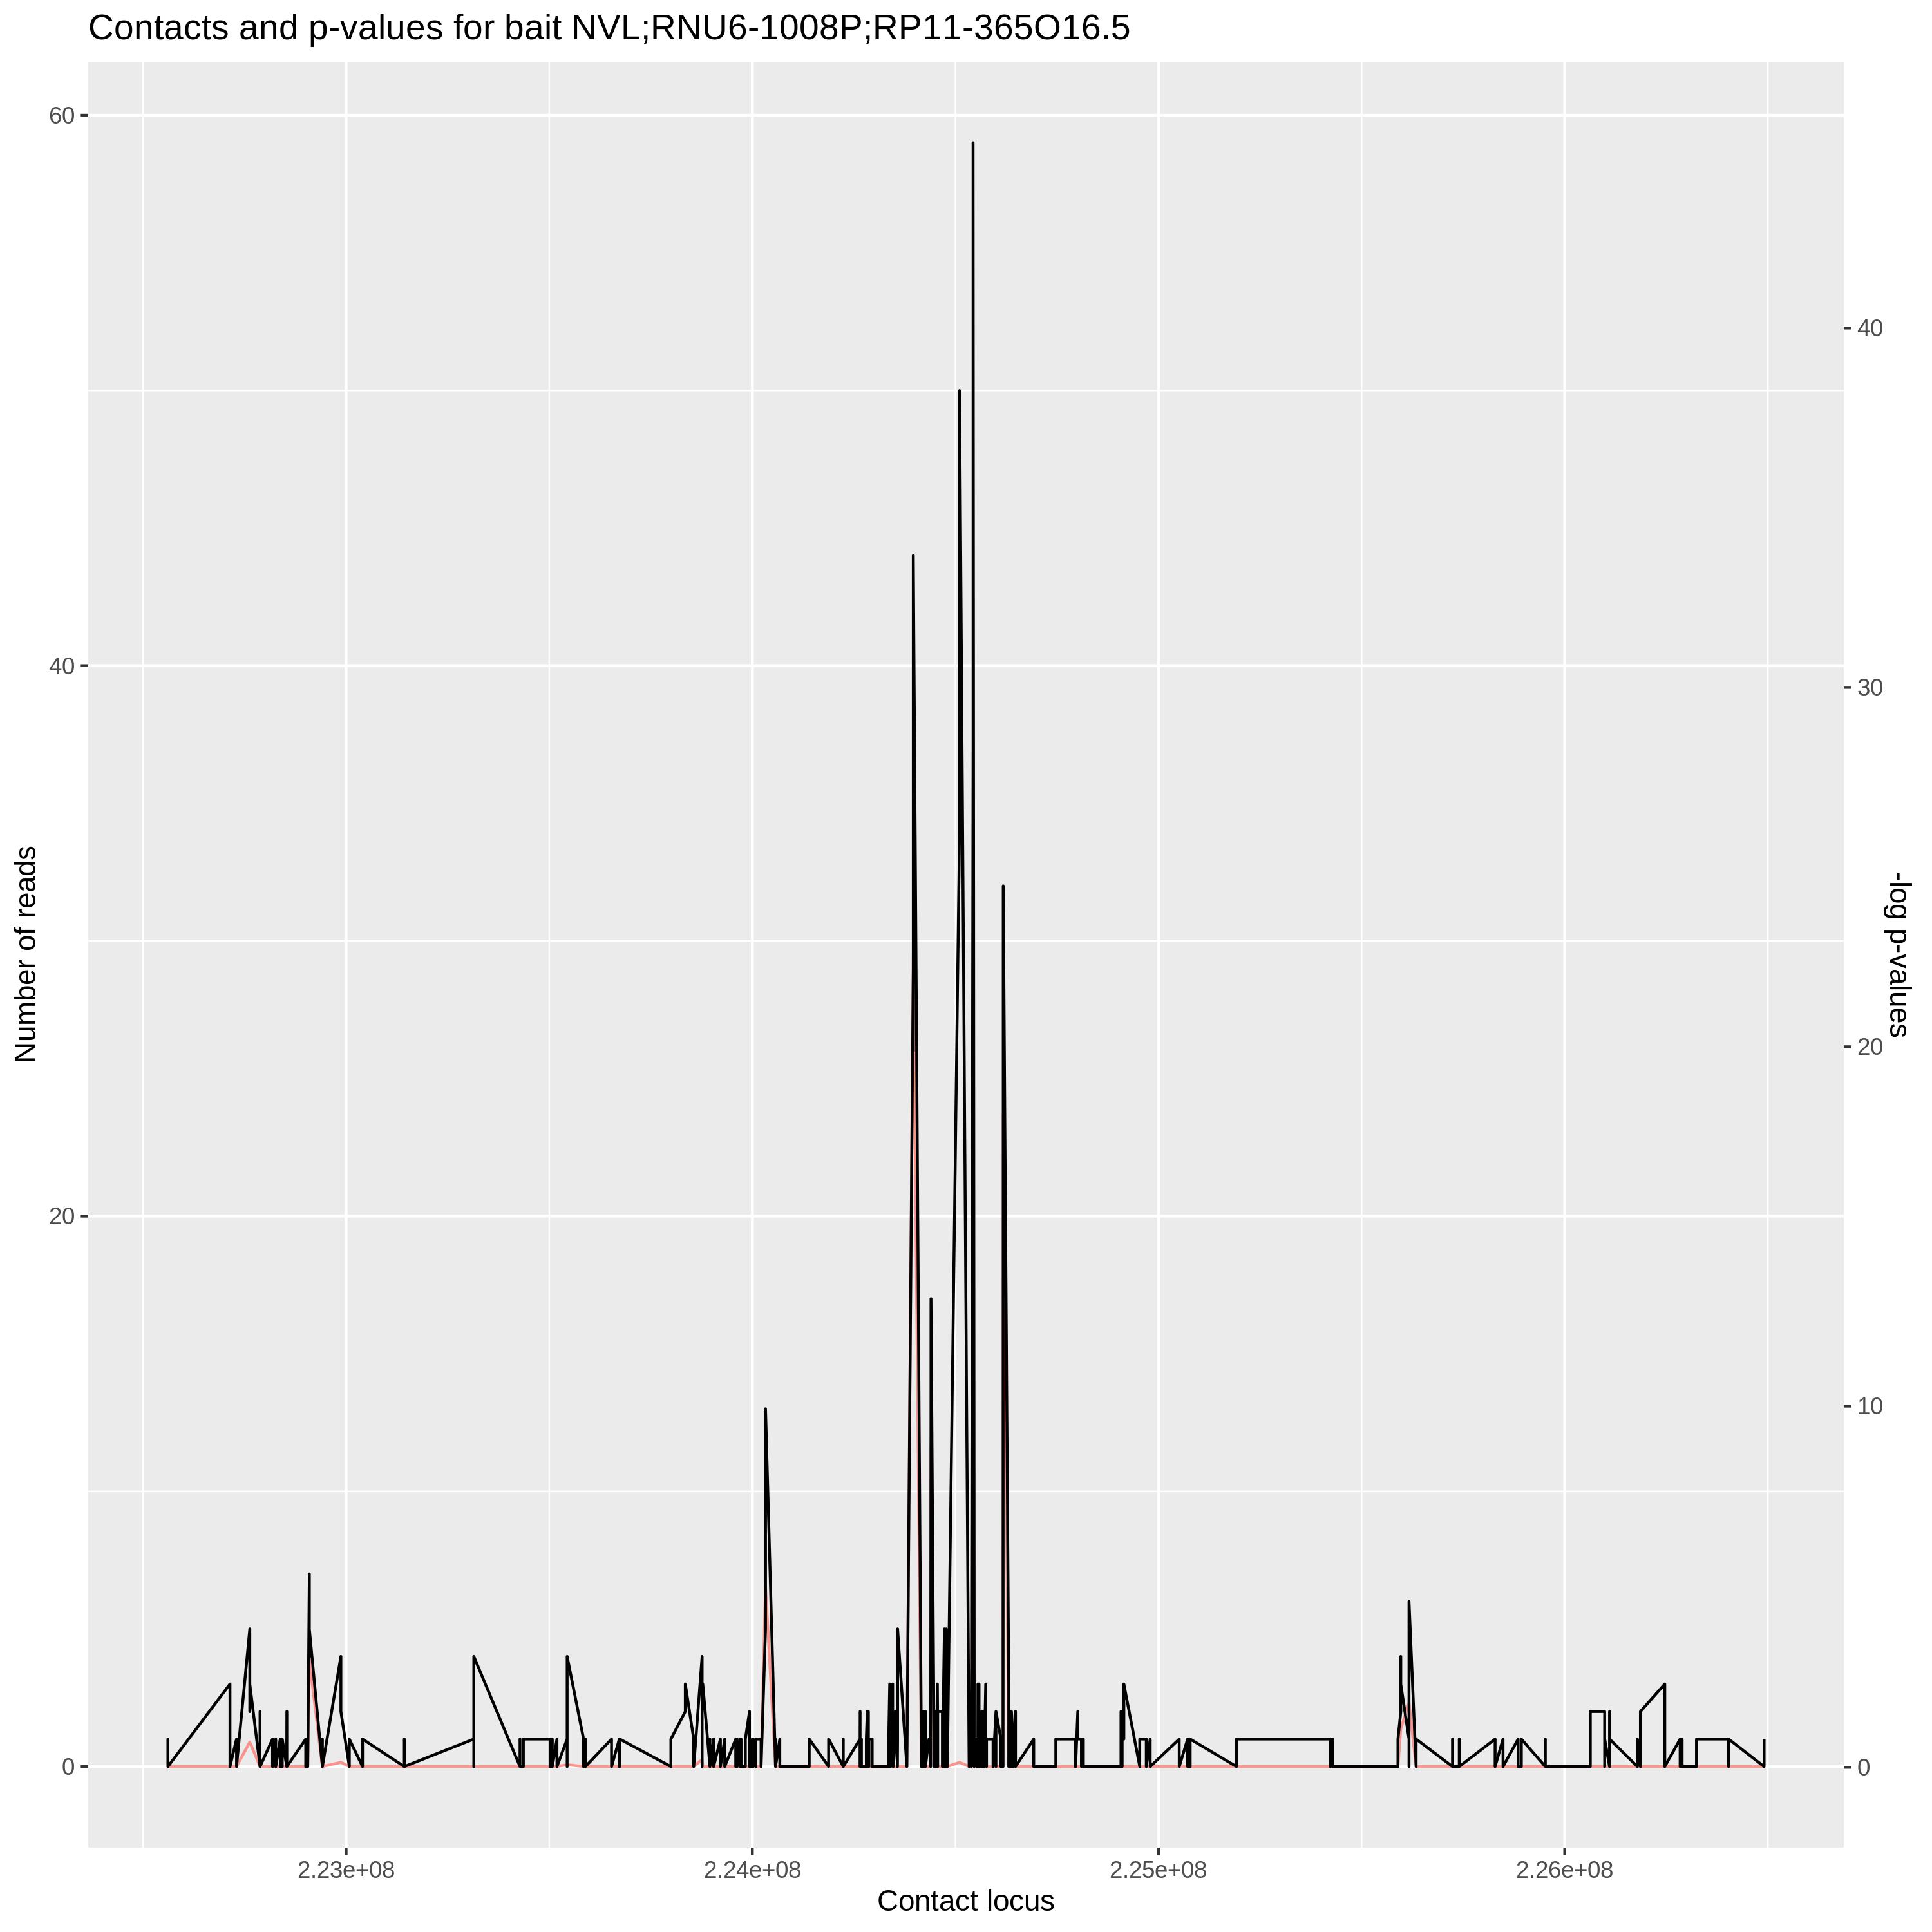 Contacts and p-values for bait NVL;RNU6-1008P;RP11-365O16.5
60
40
20
0
Number of reads
40
30
20
10
0
-log p-values
2.23e+08
2.24e+08
2.25e+08
2.26e+08
Contact locus